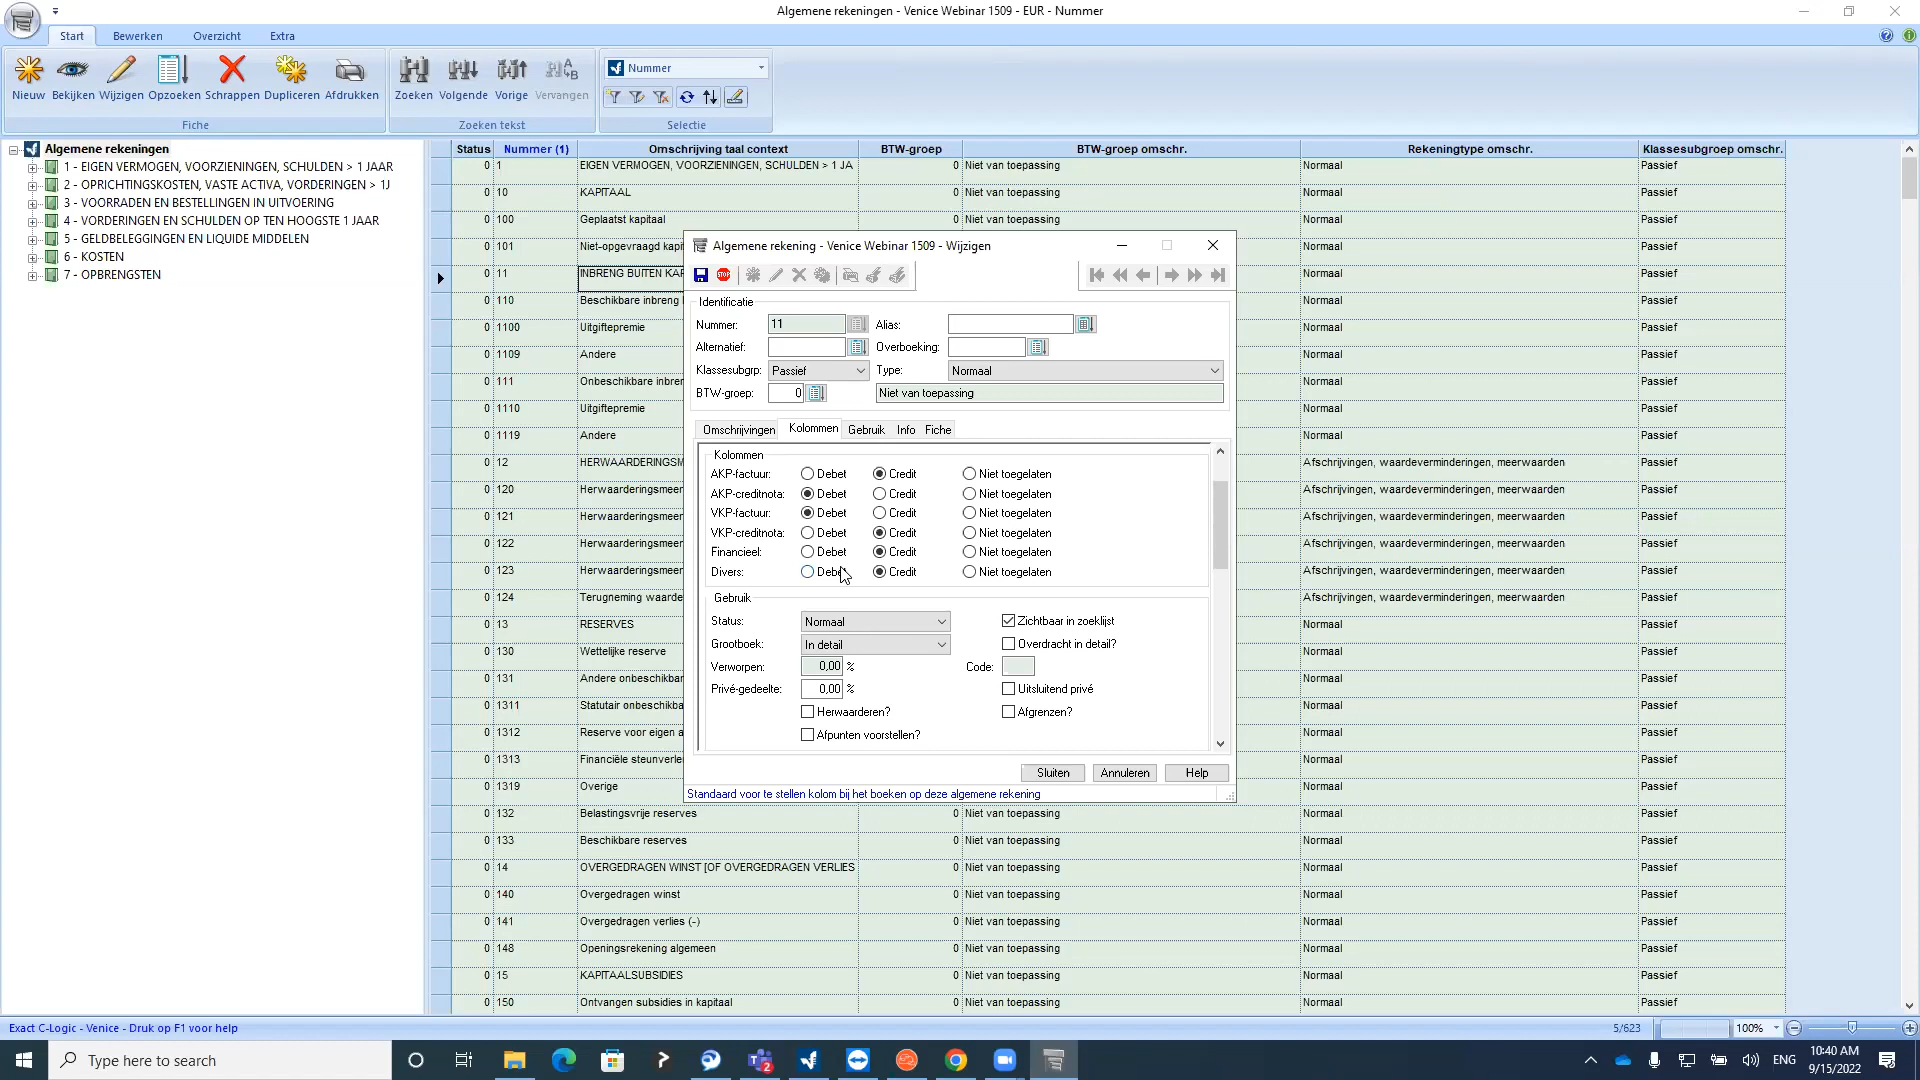 Algemene rekeningen - Venice Webinar 1509 - EUR - Nummer
Start Bewerken Overzicht Extra
Nieuw Bekijken Wijzigen Opzoeken Schrappen Dupliceren Afdrukken
Fiche
Zoeken Volgende Vorige Vervangen
Zoeken tekst
Nummer
Selectie
Algemene rekeningen
1 - EIGEN VERMOGEN, VOORZIENINGEN, SCHULDEN > 1 JAAR
2 - OPRICHTINGSKOSTEN, VASTE ACTIVA, VORDERINGEN > 1J
3 - VOORRADEN EN BESTELLINGEN IN UITVOERING
4 - VORDERINGEN EN SCHULDEN OP TEN HOOGSTE 1 JAAR
5 - GELDBELEGGINGEN EN LIQUIDE MIDDELEN
6 - KOSTEN
7 - OPBRENGSTEN
Status Nummer (1) Omschrijving taal context BTW-groep BTW-groep omschr. Rekeningtype omschr. Klassesubgroep omschr.
0 1 EIGEN VERMOGEN, VOORZIENINGEN, SCHULDEN > 1 JA 0 Niet van toepassing Normaal Passief
0 10 KAPITAAL 0 Niet van toepassing Normaal Passief
0 100 Geplaatst kapitaal 0 Niet van toepassing Normaal Passief
0 101 Niet-opgevraagd kapi Normaal Passief
0 11 INBRENG BUITEN KAP Normaal Passief
0 110 Beschikbare inbreng Normaal Passief
0 1100 Uitgiftepremie Normaal Passief
0 1109 Andere Normaal Passief
0 111 Onbeschikbare inbren Normaal Passief
0 1110 Uitgiftepremie Normaal Passief
0 1119 Andere Normaal Passief
0 12 HERWAARDERINGSM Afschrijvingen, waardeverminderingen, meerwaarden Passief
0 120 Herwaarderingsmeer Afschrijvingen, waardeverminderingen, meerwaarden Passief
0 121 Herwaarderingsmeer Afschrijvingen, waardeverminderingen, meerwaarden Passief
0 122 Herwaarderingsmeer Afschrijvingen, waardeverminderingen, meerwaarden Passief
0 123 Herwaarderingsmeer Afschrijvingen, waardeverminderingen, meerwaarden Passief
0 124 Terugneming waarde Afschrijvingen, waardeverminderingen, meerwaarden Passief
0 13 RESERVES Normaal Passief
0 130 Wettelijke reserve Normaal Passief
0 131 Andere onbeschikba Normaal Passief
0 1311 Statutair onbeschikba Normaal Passief
0 1312 Reserve voor eigen a Normaal Passief
0 1313 Financiële steunverle Normaal Passief
0 1319 Overige Normaal Passief
0 132 Belastingsvrije reserves 0 Niet van toepassing Normaal Passief
0 133 Beschikbare reserves 0 Niet van toepassing Normaal Passief
0 14 OVERGEDRAGEN WINST [OF OVERGEDRAGEN VERLIES 0 Niet van toepassing Normaal Passief
0 140 Overgedragen winst 0 Niet van toepassing Normaal Passief
0 141 Overgedragen verlies (-) 0 Niet van toepassing Normaal Passief
0 148 Openingsrekening algemeen 0 Niet van toepassing Normaal Passief
0 15 KAPITAALSUBSIDIES 0 Niet van toepassing Normaal Passief
0 150 Ontvangen subsidies in kapitaal 0 Niet van toepassing Normaal Passief
Algemene rekening - Venice Webinar 1509 - Wijzigen
STOP
Identificatie
Nummer: 11 Alias:
Alternatief: Overboeking:
Klassesubgrp: Passief Type: Normaal
BTW-groep: 0 Niet van toepassing
Omschrijvingen Kolommen Gebruik Info Fiche
Kolommen
AKP-factuur: Debet Credit Niet toegelaten
AKP-creditnota: Debet Credit Niet toegelaten
VKP-factuur: Debet Credit Niet toegelaten
VKP-creditnota: Debet Credit Niet toegelaten
Financieel: Debet Credit Niet toegelaten
Divers: Debet Credit Niet toegelaten
Gebruik
Status: Normaal Zichtbaar in zoeklijst
Grootboek: In detail Overdracht in detail?
Verworpen: 0,00 % Code:
Privé-gedeelte: 0,00 % Uitsluitend privé
Herwaarderen? Afgrenzen?
Afpunten voorstellen?
Sluiten Annuleren Help
Standaard voor te stellen kolom bij het boeken op deze algemene rekening
Exact C-Logic - Venice - Druk op F1 voor help 5/623 100%
Type here to search
2
ENG
10:40 AM
9/15/2022